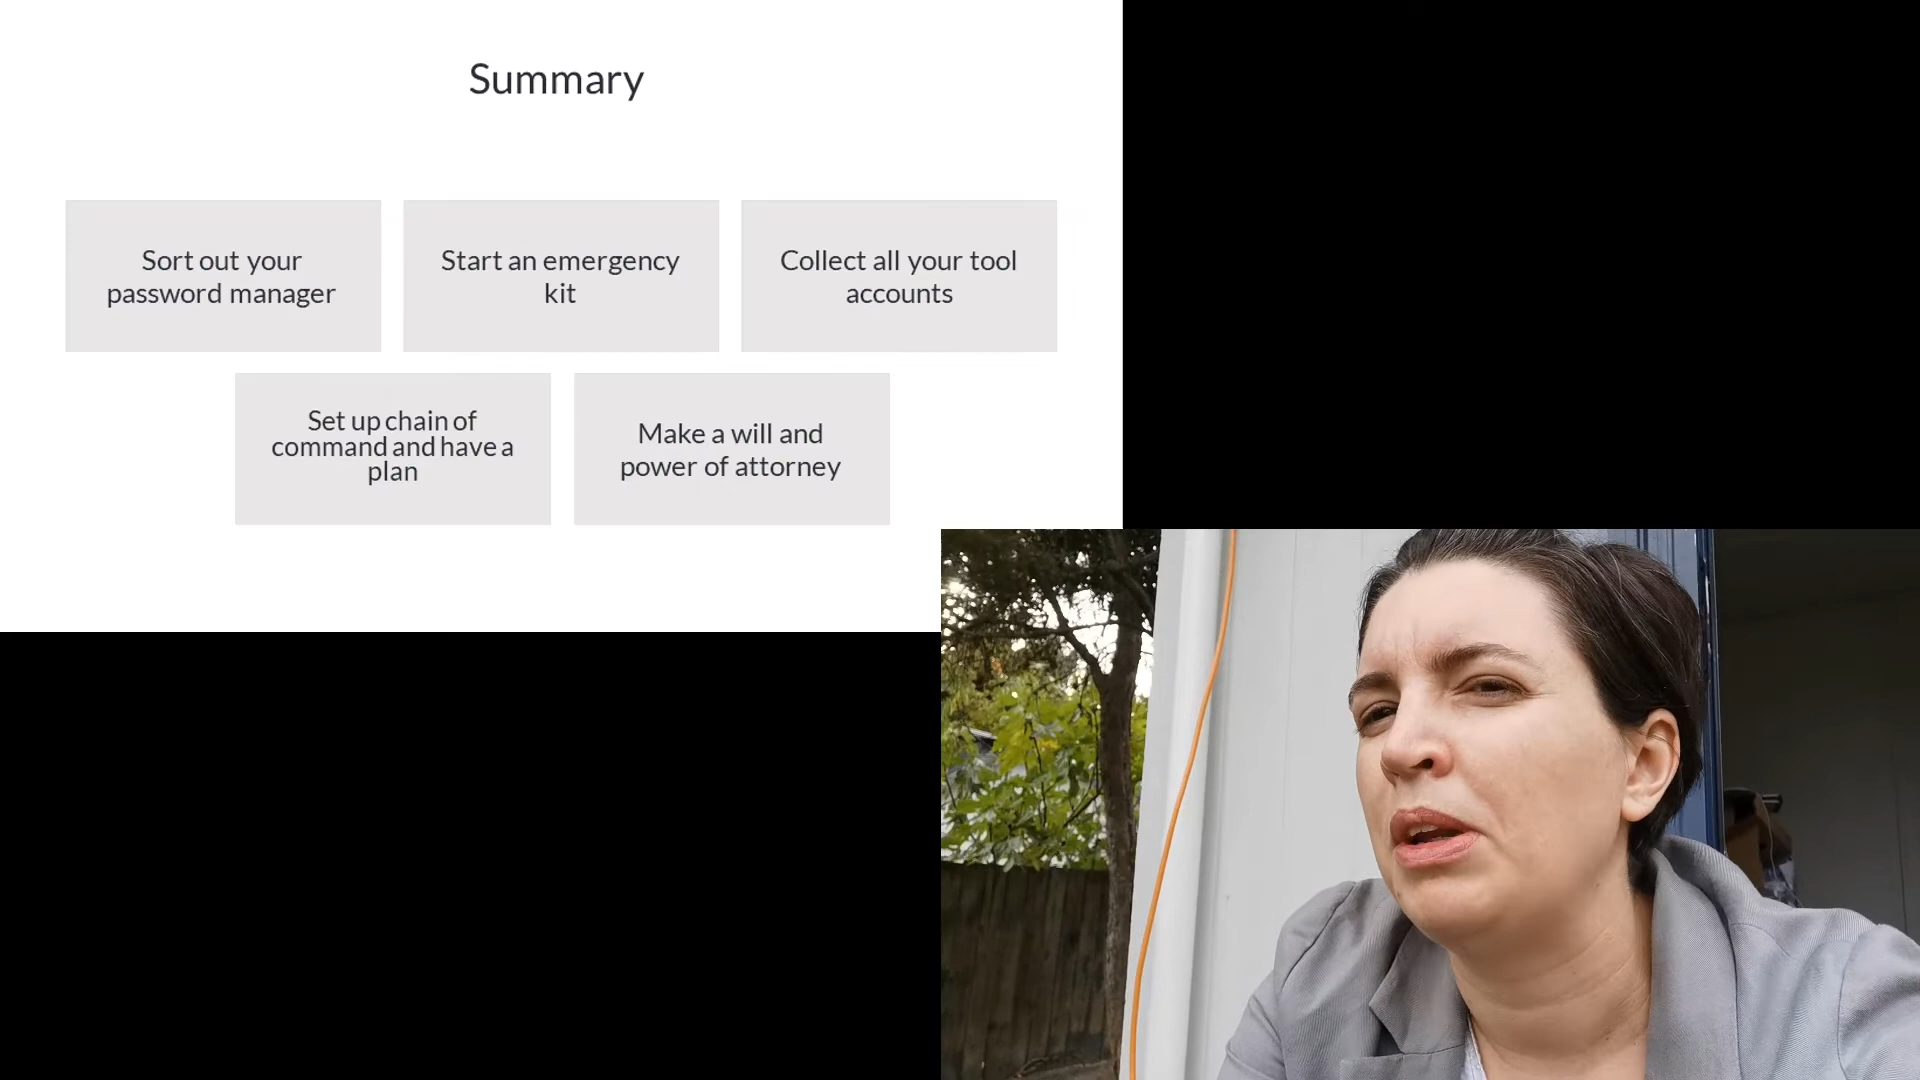 Summary
Sort out your
password manager
Start an emergency
kit
Collect all your tool
accounts
Set up chain of
command and have a
plan
Make a will and
power of attorney